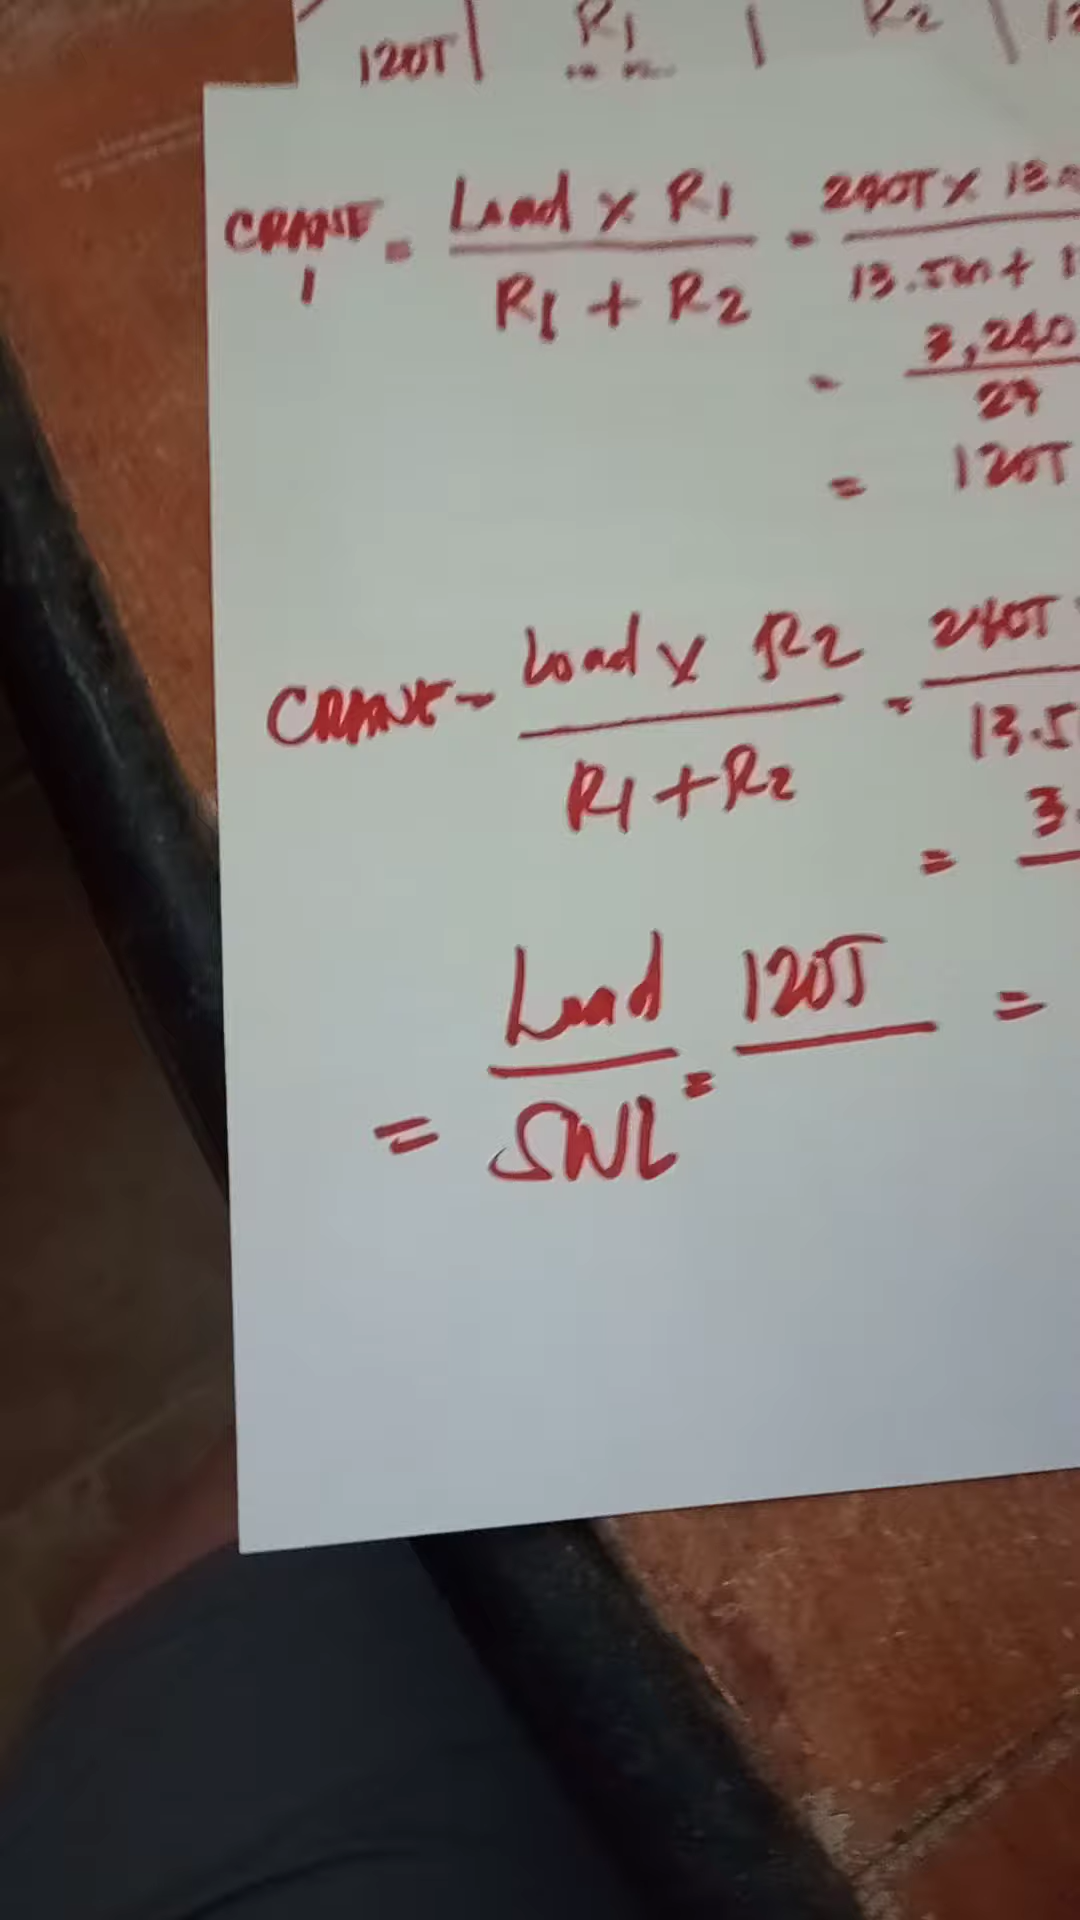 120T | R1 | R2 |
CRANE 1 = Load x R1 / R1 + R2 = 240T x 13.
13.5m + 1
= 3,240 / 27
= 120T
CRANE = Load x R2 / R1 + R2 = 240T
13.5
= 3.
= Load / SWL = 120T =